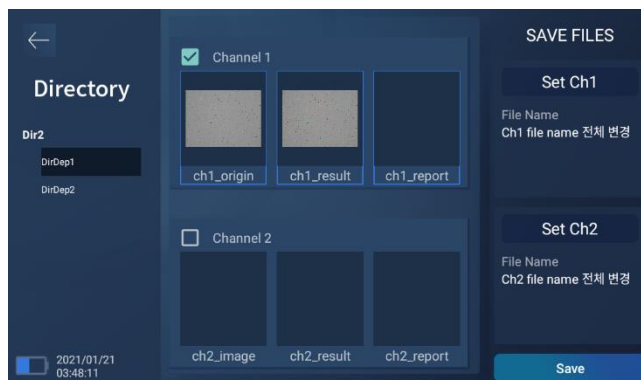 Directory
Dir2
DirDep1
DirDep2
2021/01/21
03:48:11
Channel 1
ch1_origin
ch1_result
ch1_report
Channel 2
ch2_image
ch2_result
ch2_report
SAVE FILES
Set Ch1
File Name
Ch1 file name 전체 변경
Set Ch2
File Name
Ch2 file name 전체 변경
Save